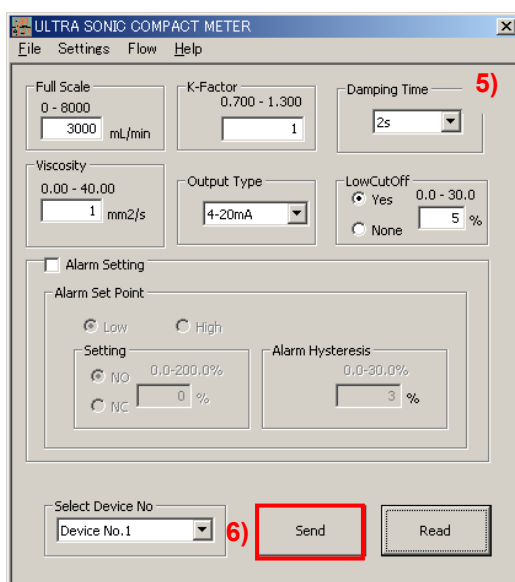 ULTRA SONIC COMPACT METER
File Settings Flow Help
Full Scale
0 - 8000
3000 mL/min
K-Factor
0.700 - 1.300
1
Damping Time
5)
2s
Viscosity
0.00 - 40.00
1 mm2/s
Output Type
4-20mA
LowCutOff
Yes 0.0 - 30.0
5 %
None
Alarm Setting
Alarm Set Point
Low High
Setting
NO 0.0-200.0%
0 %
NC
Alarm Hysteresis
0.0-30.0%
3 %
Select Device No
Device No.1
6)
Send
Read